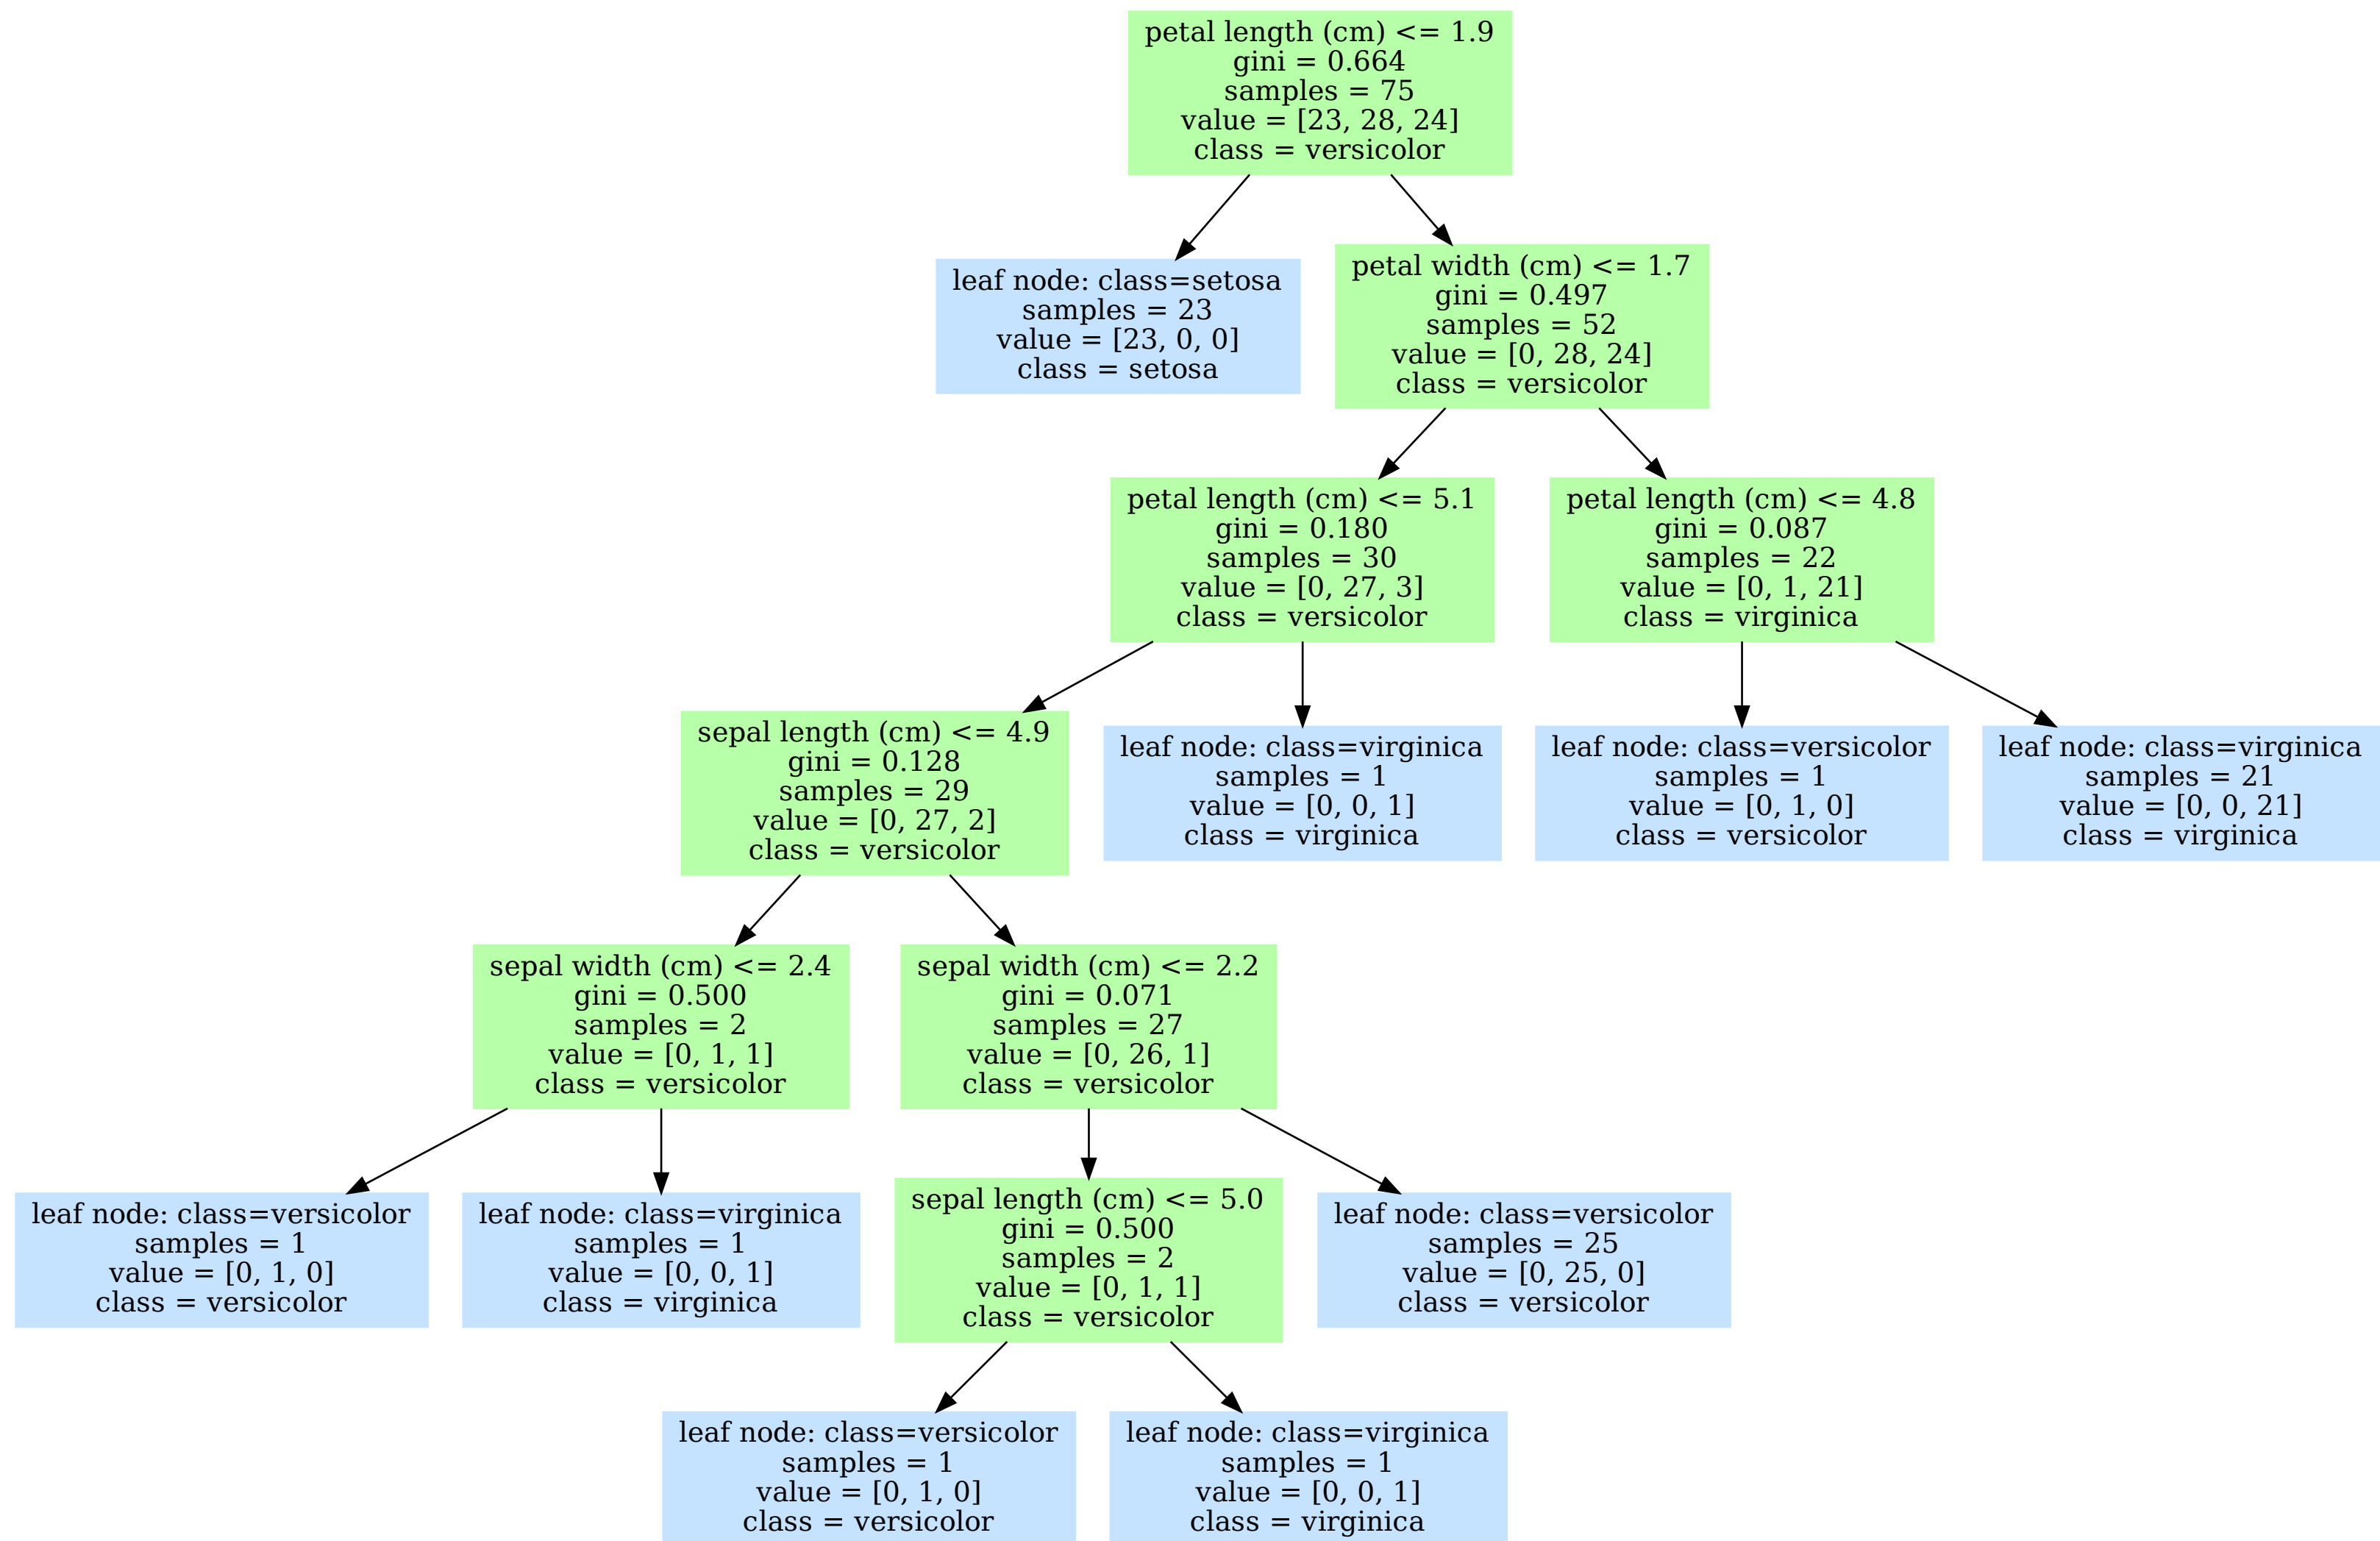 petal length (cm) <= 1.9
gini = 0.664
samples = 75
value = [23, 28, 24]
class = versicolor
leaf node: class=setosa
samples = 23
value = [23, 0, 0]
class = setosa
petal width (cm) <= 1.7
gini = 0.497
samples = 52
value = [0, 28, 24]
class = versicolor
petal length (cm) <= 5.1
gini = 0.180
samples = 30
value = [0, 27, 3]
class = versicolor
petal length (cm) <= 4.8
gini = 0.087
samples = 22
value = [0, 1, 21]
class = virginica
sepal length (cm) <= 4.9
gini = 0.128
samples = 29
value = [0, 27, 2]
class = versicolor
leaf node: class=virginica
samples = 1
value = [0, 0, 1]
class = virginica
leaf node: class=versicolor
samples = 1
value = [0, 1, 0]
class = versicolor
leaf node: class=virginica
samples = 21
value = [0, 0, 21]
class = virginica
sepal width (cm) <= 2.4
gini = 0.500
samples = 2
value = [0, 1, 1]
class = versicolor
sepal width (cm) <= 2.2
gini = 0.071
samples = 27
value = [0, 26, 1]
class = versicolor
leaf node: class=versicolor
samples = 1
value = [0, 1, 0]
class = versicolor
leaf node: class=virginica
samples = 1
value = [0, 0, 1]
class = virginica
sepal length (cm) <= 5.0
gini = 0.500
samples = 2
value = [0, 1, 1]
class = versicolor
leaf node: class=versicolor
samples = 25
value = [0, 25, 0]
class = versicolor
leaf node: class=versicolor
samples = 1
value = [0, 1, 0]
class = versicolor
leaf node: class=virginica
samples = 1
value = [0, 0, 1]
class = virginica